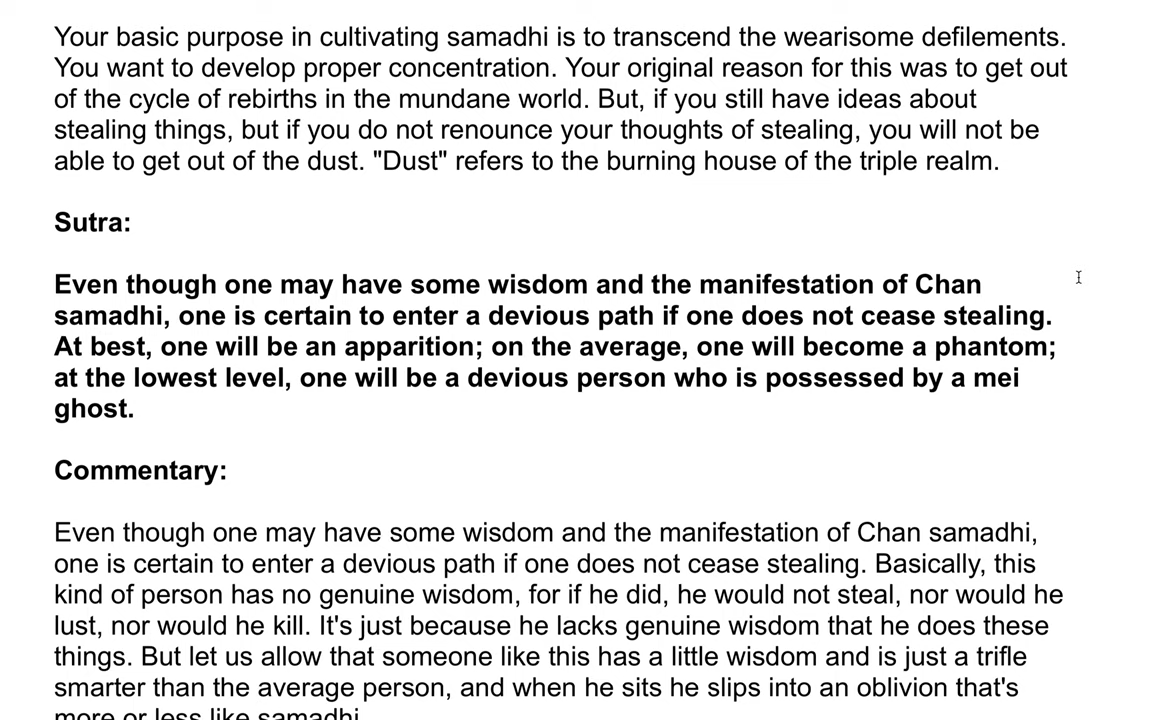 Your basic purpose in cultivating samadhi is to transcend the wearisome defilements.
You want to develop proper concentration. Your original reason for this was to get out
of the cycle of rebirths in the mundane world. But, if you still have ideas about
stealing things, but if you do not renounce your thoughts of stealing, you will not be
able to get out of the dust. "Dust" refers to the burning house of the triple realm.
Sutra:
Even though one may have some wisdom and the manifestation of Chan
samadhi, one is certain to enter a devious path if one does not cease stealing.
At best, one will be an apparition; on the average, one will become a phantom;
at the lowest level, one will be a devious person who is possessed by a mei
ghost.
Commentary:
Even though one may have some wisdom and the manifestation of Chan samadhi,
one is certain to enter a devious path if one does not cease stealing. Basically, this
kind of person has no genuine wisdom, for if he did, he would not steal, nor would he
lust, nor would he kill. It's just because he lacks genuine wisdom that he does these
things. But let us allow that someone like this has a little wisdom and is just a trifle
smarter than the average person, and when he sits he slips into an oblivion that's
more or less like samadhi.